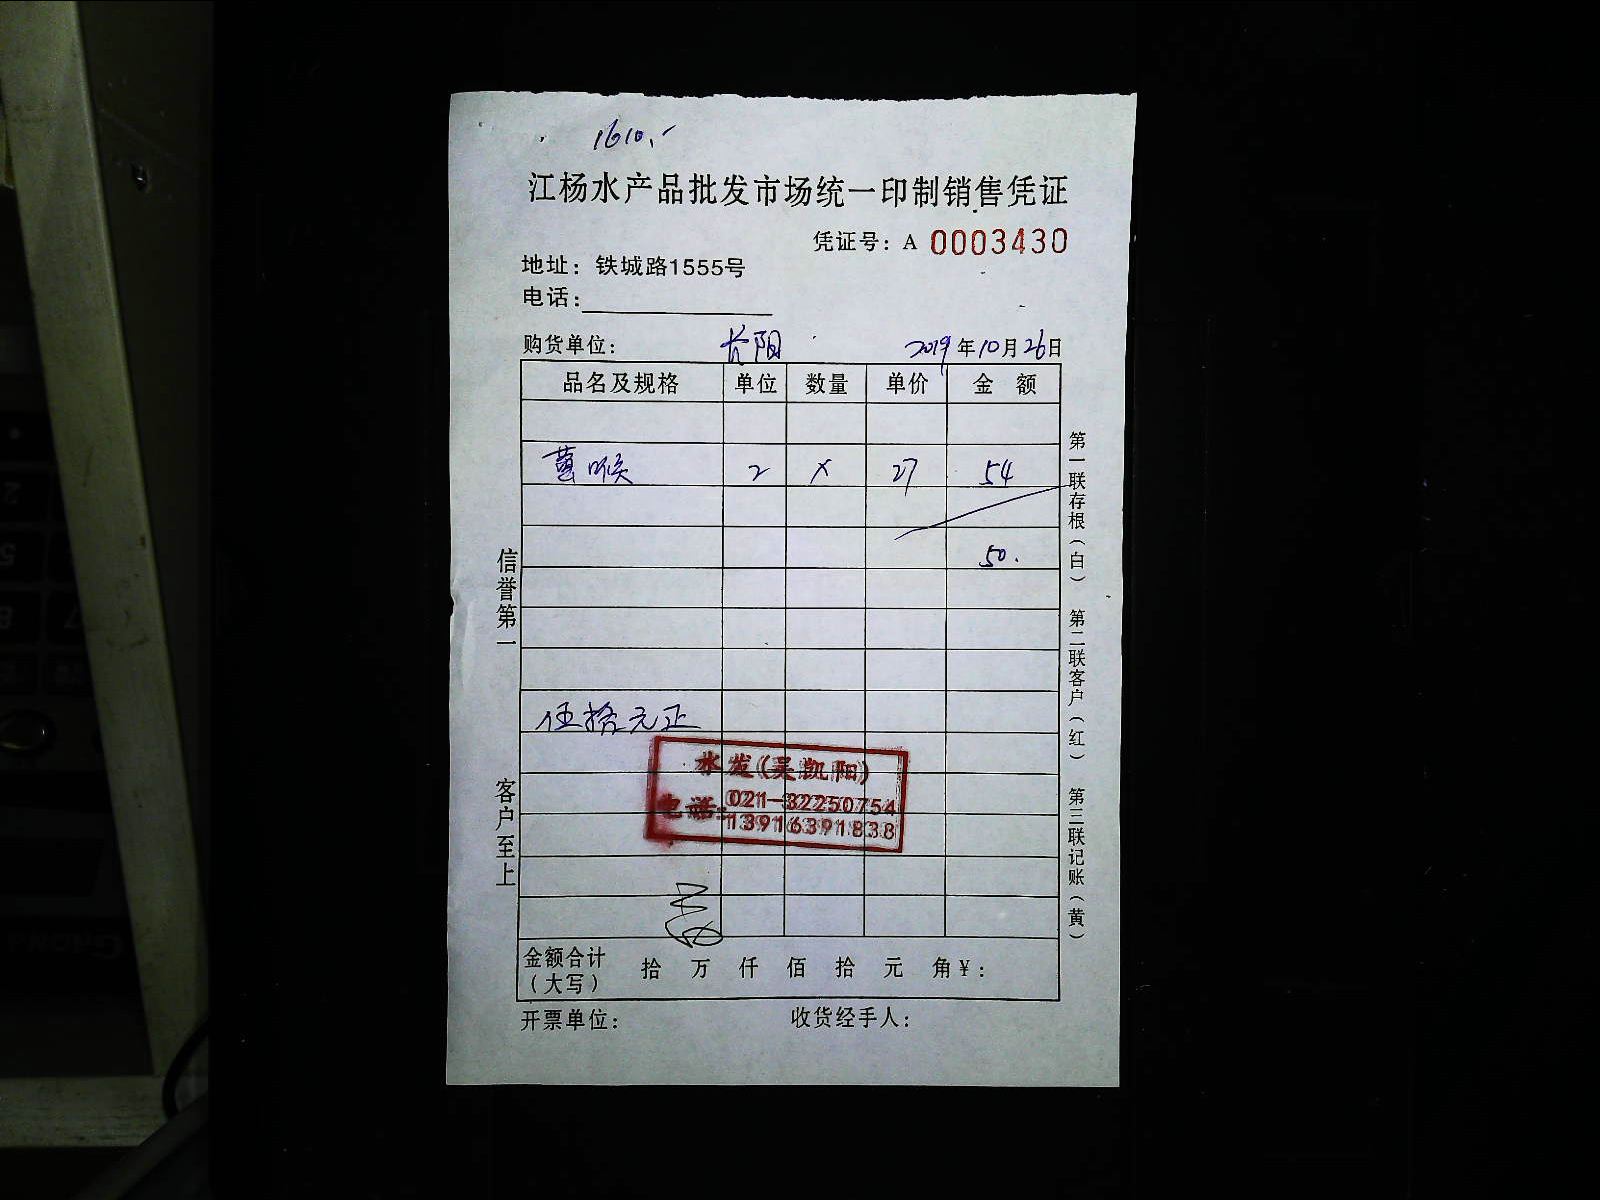 1610.-
江杨水产品批发市场统一印制销售凭证
凭证号：A 0003430
地址：铁城路1555号
电话：
购货单位： 长阳 2019年10月26日
品名及规格 单位 数量 单价 金 额
喉 2 × 27 54
50.
伍拾元正
水发(吴凯阳)
电话：021-32250754
13916391838
金额合计（大写） 拾 万 仟 佰 拾 元 角￥：
开票单位： 收货经手人：
信誉第一
客户至上
第一联存根（白） 第二联客户（红） 第三联记账（黄）